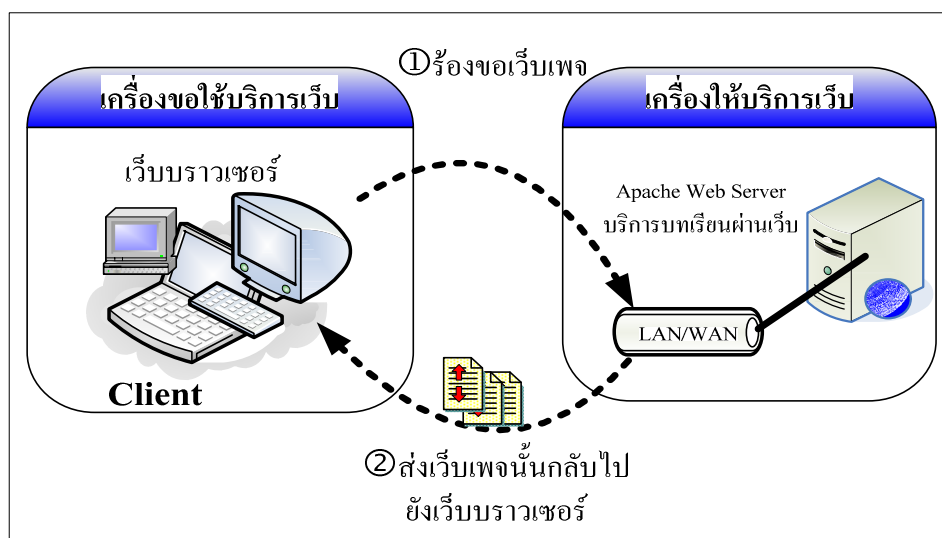 ①ร้องขอเว็บเพจ
เครื่องขอใช้บริการเว็บ
เครื่องให้บริการเว็บ
เว็บบราวเซอร์
Apache Web Server
บริการบทเรียนผ่านเว็บ
LAN/WAN
Client
②ส่งเว็บเพจนั้นกลับไป
ยังเว็บบราวเซอร์